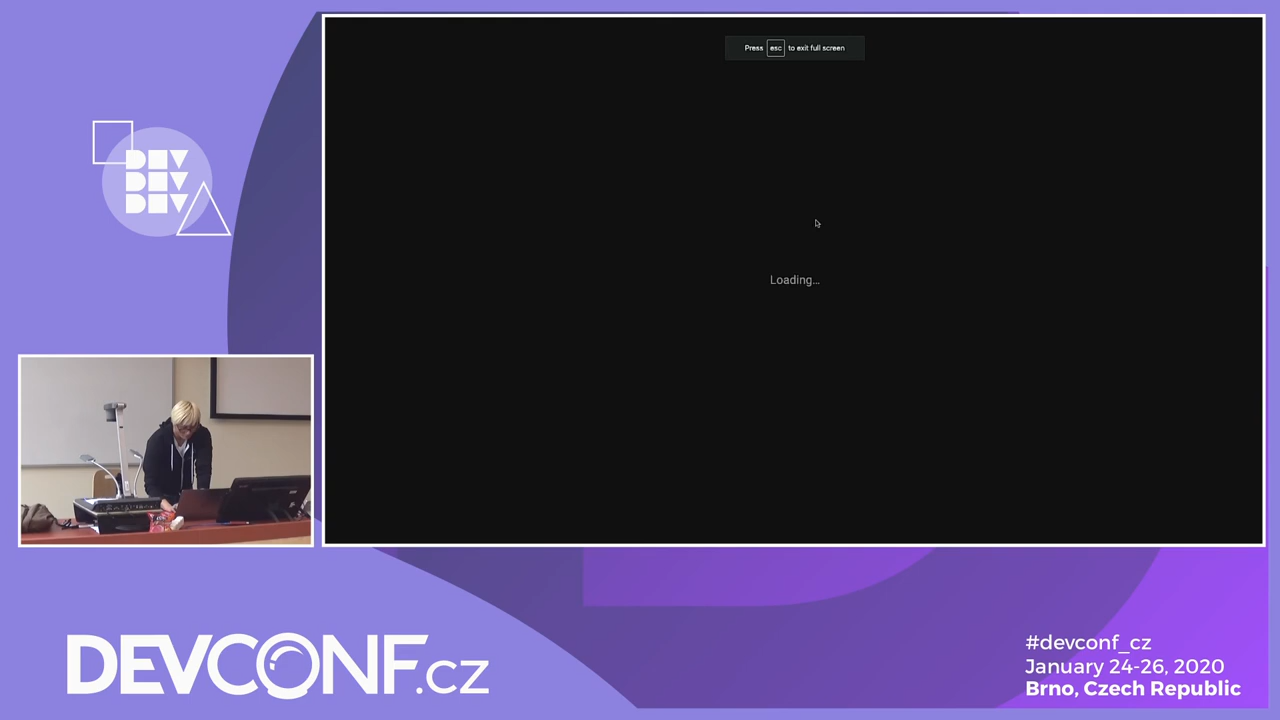 Press esc to exit full screen
DEV
DEV
DEV
Loading...
DEVCONF.cz
#devconf_cz
January 24-26, 2020
Brno, Czech Republic